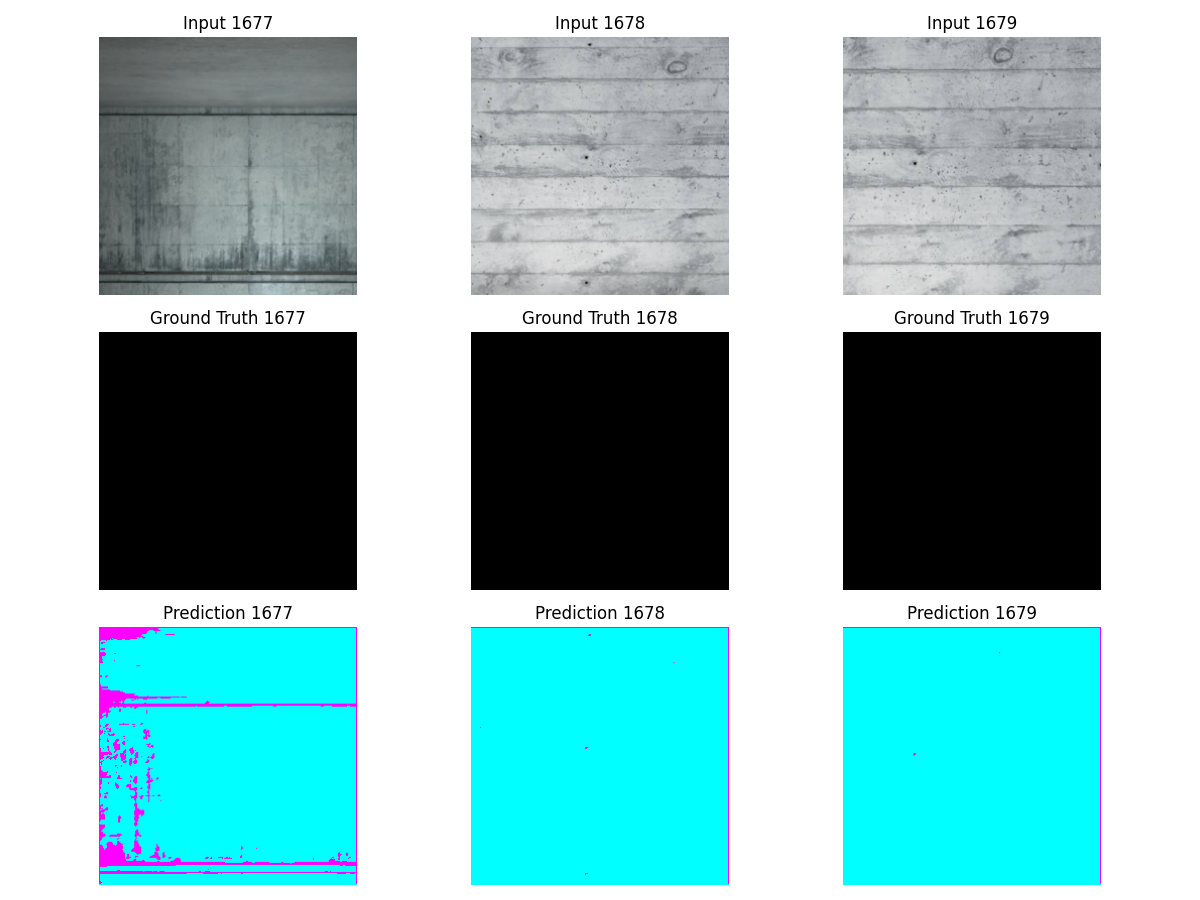 Input 1677
Input 1678
Input 1679
Ground Truth 1677
Ground Truth 1678
Ground Truth 1679
Prediction 1677
Prediction 1678
Prediction 1679